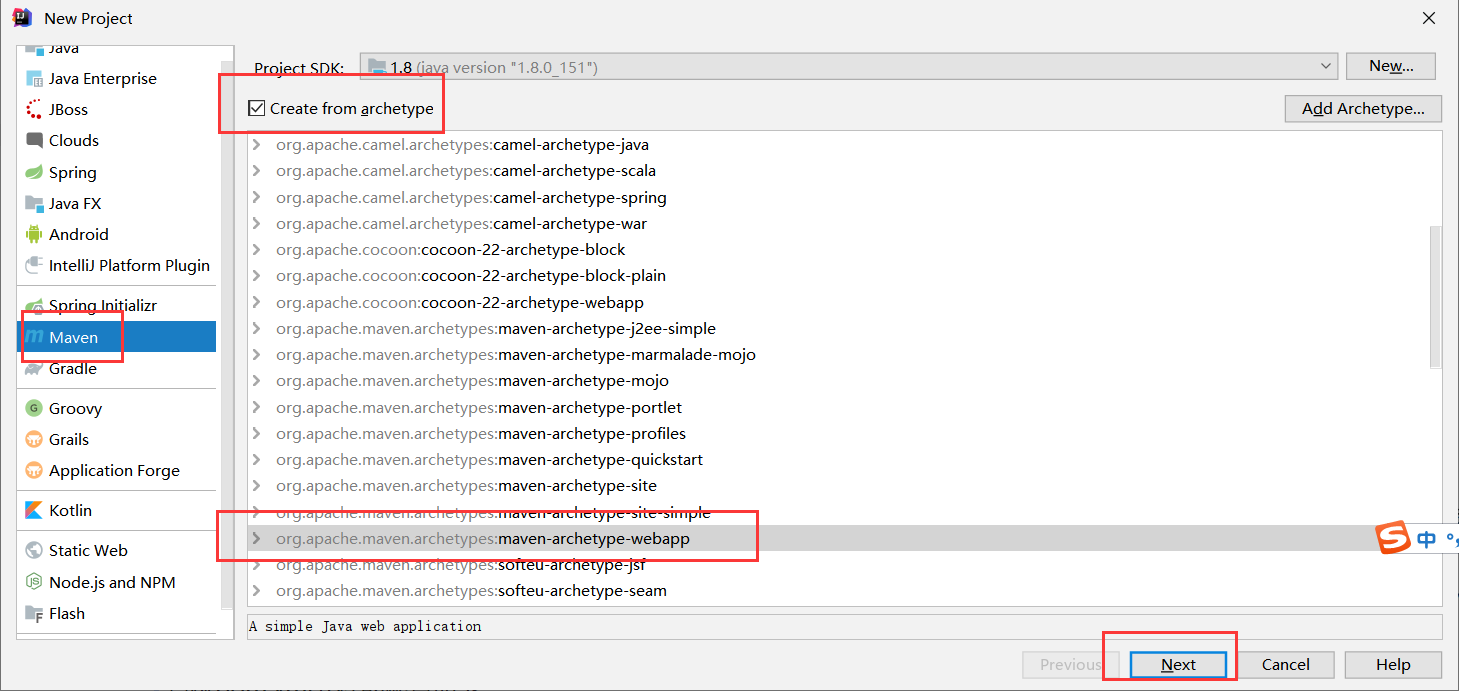 New Project
Java
Java Enterprise
JBoss
Clouds
Spring
Java FX
Android
IntelliJ Platform Plugin
Spring Initializr
Maven
Gradle
Groovy
Grails
Application Forge
Kotlin
Static Web
Node.js and NPM
Flash
Project SDK: 1.8 (java version "1.8.0_151") New...
Create from archetype Add Archetype...
org.apache.camel.archetypes:camel-archetype-java
org.apache.camel.archetypes:camel-archetype-scala
org.apache.camel.archetypes:camel-archetype-spring
org.apache.camel.archetypes:camel-archetype-war
org.apache.cocoon:cocoon-22-archetype-block
org.apache.cocoon:cocoon-22-archetype-block-plain
org.apache.cocoon:cocoon-22-archetype-webapp
org.apache.maven.archetypes:maven-archetype-j2ee-simple
org.apache.maven.archetypes:maven-archetype-marmalade-mojo
org.apache.maven.archetypes:maven-archetype-mojo
org.apache.maven.archetypes:maven-archetype-portlet
org.apache.maven.archetypes:maven-archetype-profiles
org.apache.maven.archetypes:maven-archetype-quickstart
org.apache.maven.archetypes:maven-archetype-site
org.apache.maven.archetypes:maven-archetype-site-simple
org.apache.maven.archetypes:maven-archetype-webapp
org.apache.maven.archetypes:softeu-archetype-jsf
org.apache.maven.archetypes:softeu-archetype-seam
中
A simple Java web application
Previous Next Cancel Help